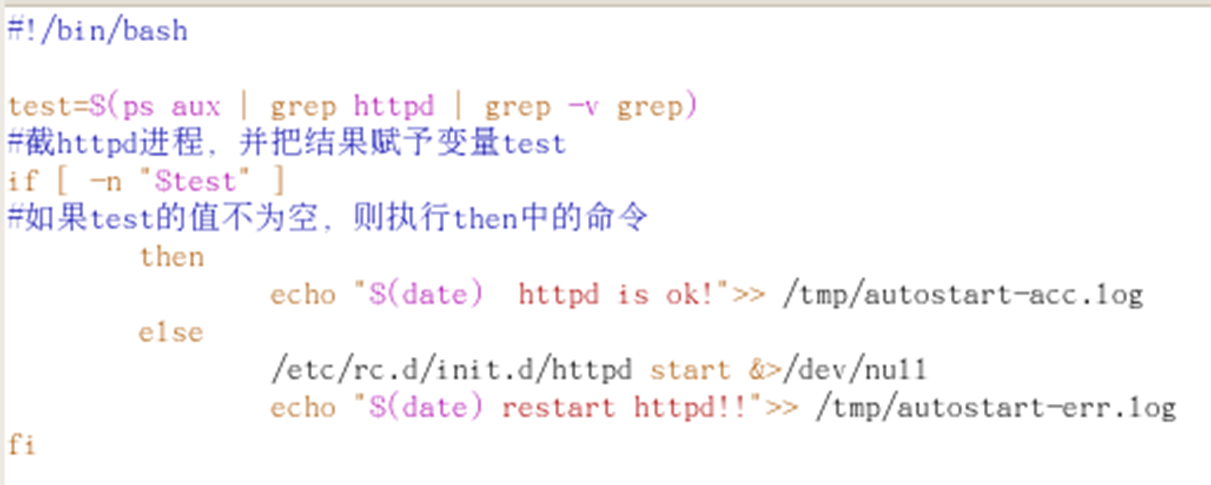 #!/bin/bash
test=$(ps aux | grep httpd | grep -v grep)
#截httpd进程，并把结果赋予变量test
if [ -n "$test" ]
#如果test的值不为空，则执行then中的命令
then
echo "$(date)  httpd is ok!">> /tmp/autostart-acc.log
else
/etc/rc.d/init.d/httpd start &>/dev/null
echo "$(date) restart httpd!!">> /tmp/autostart-err.log
fi